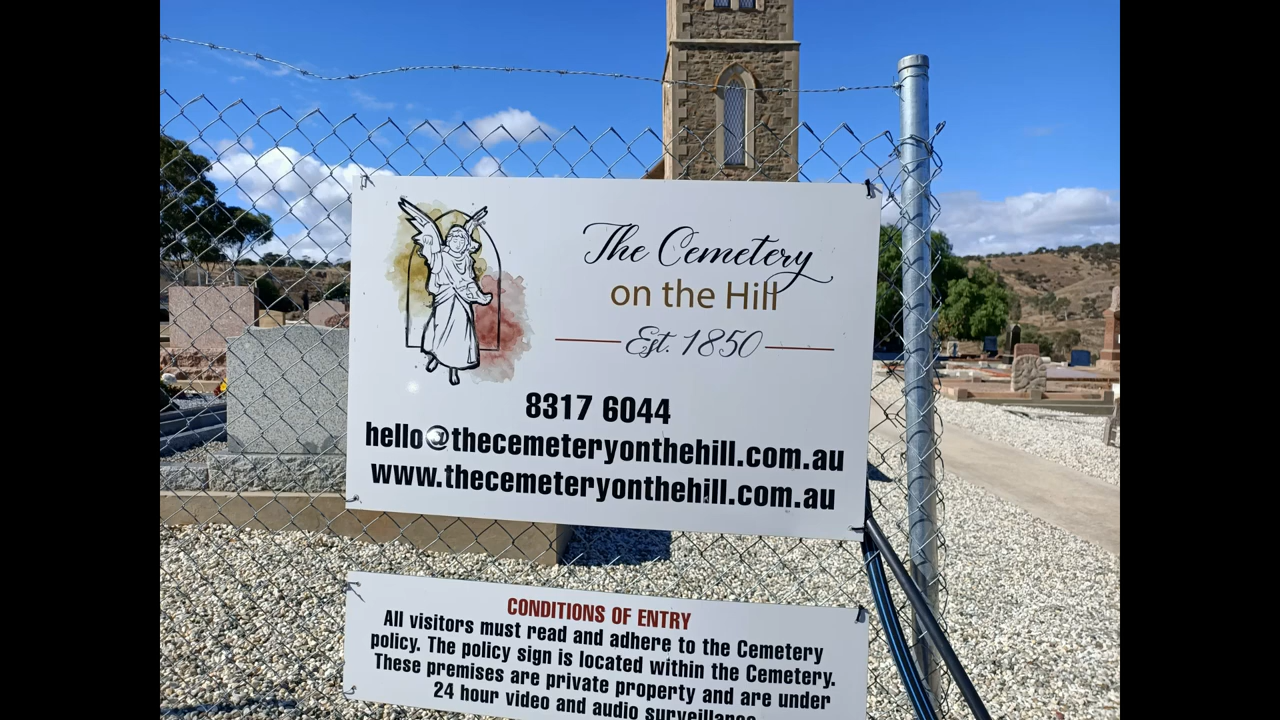 The Cemetery
on the Hill
Est. 1850
8317 6044
hello@thecemeteryonthehill.com.au
www.thecemeteryonthehill.com.au
CONDITIONS OF ENTRY
All visitors must read and adhere to the Cemetery
policy. The policy sign is located within the Cemetery.
These premises are private property and are under
24 hour video and audio surveillance